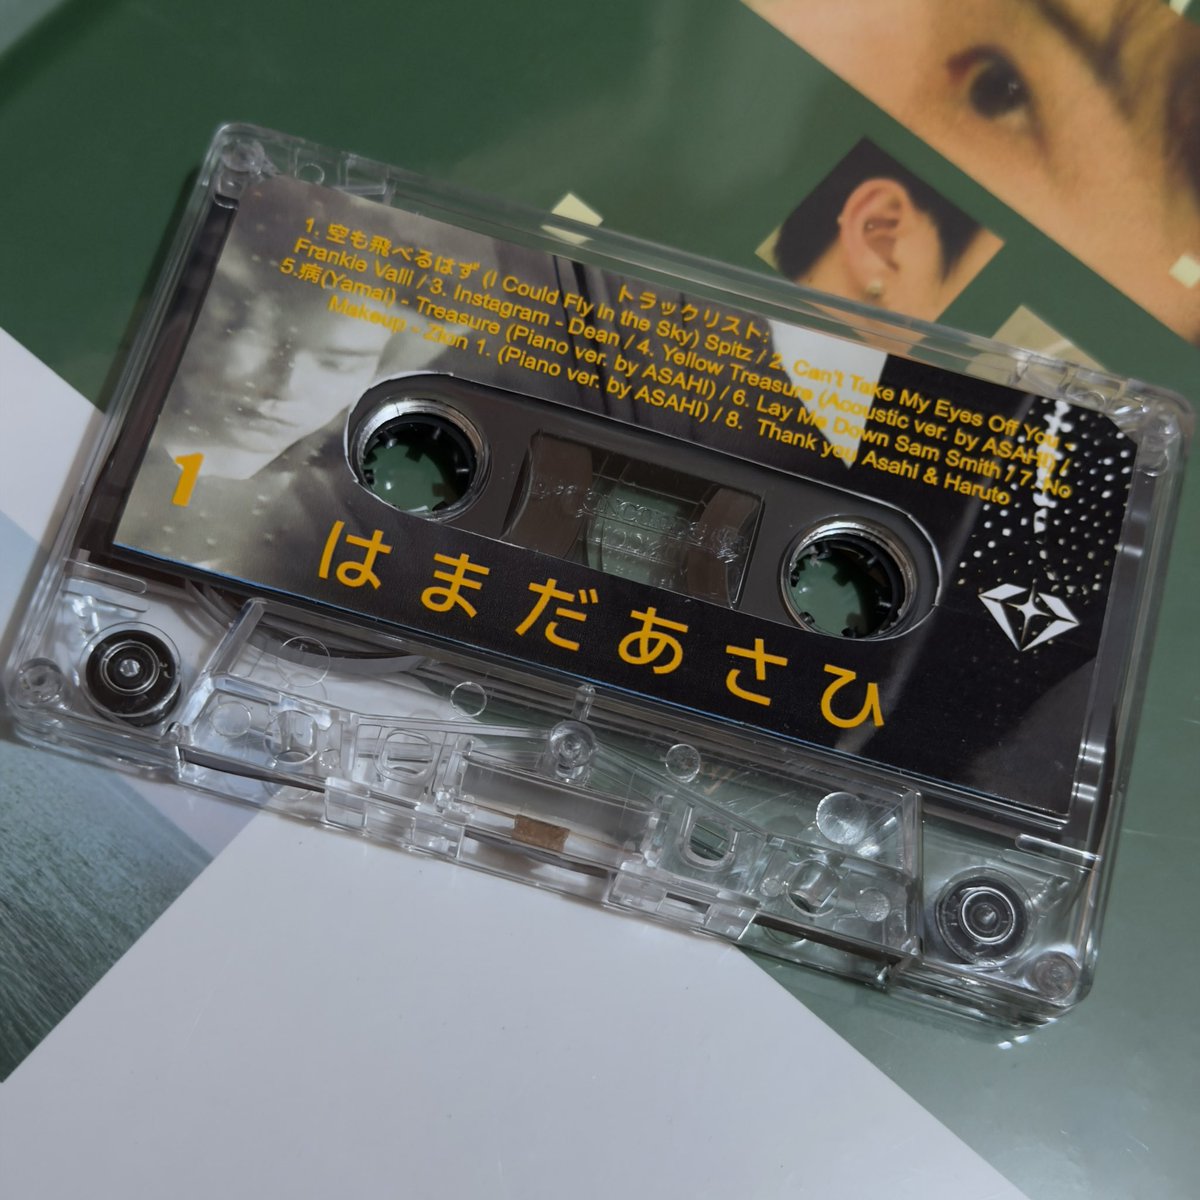 トラックリスト:
1. 空も飛べるはず (I Could Fly In the Sky) Spitz / 2. Can't Take My Eyes Off You -
Frankie Valli / 3. Instagram - Dean / 4. Yellow Treasure (Acoustic ver. by ASAHI) /
5.病(Yamai) - Treasure (Piano ver. by ASAHI) / 6. Lay Me Down Sam Smith / 7. No
Makeup - Zion 1. (Piano ver. by ASAHI) / 8. Thank you Asahi & Haruto
1
はまだあさひ